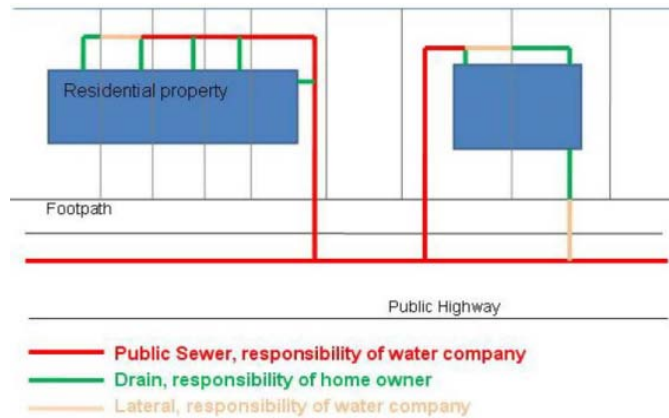 Residential property
Footpath
Public Highway
Public Sewer, responsibility of water company
Drain, responsibility of home owner
Lateral, responsibility of water company